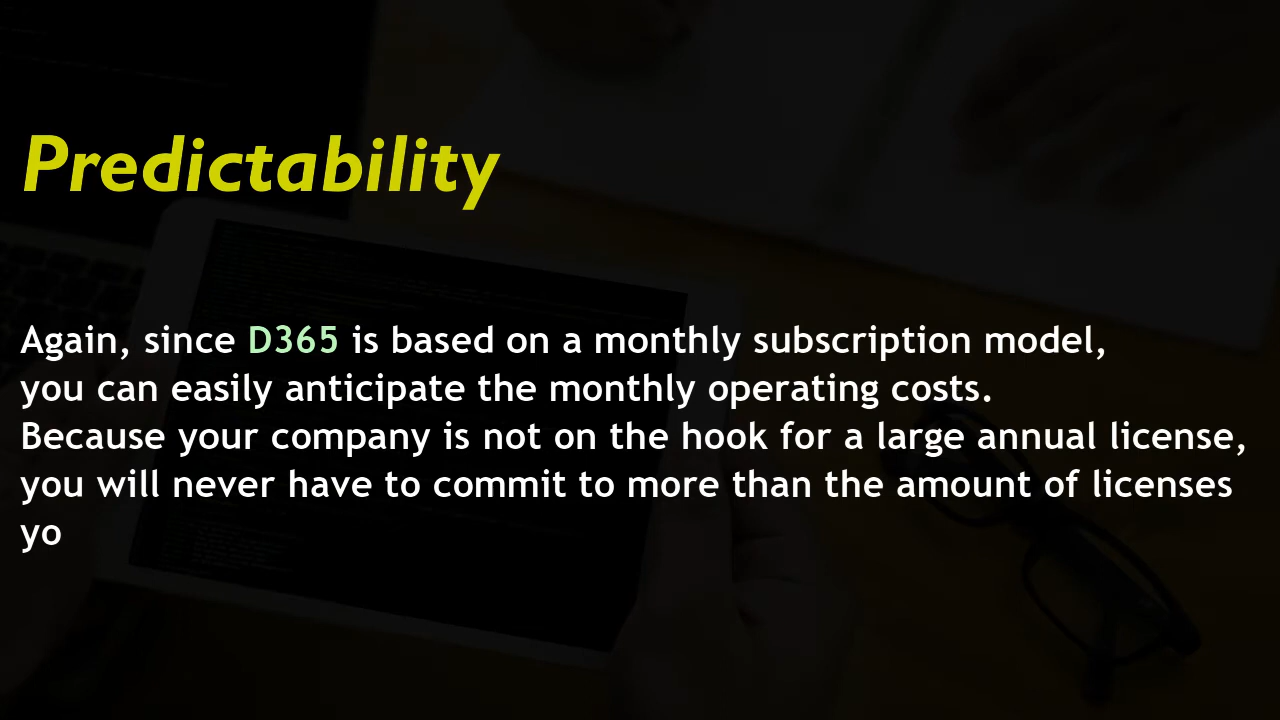 Predictability
Again, since D365 is based on a monthly subscription model,
you can easily anticipate the monthly operating costs.
Because your company is not on the hook for a large annual license,
you will never have to commit to more than the amount of licenses
yo